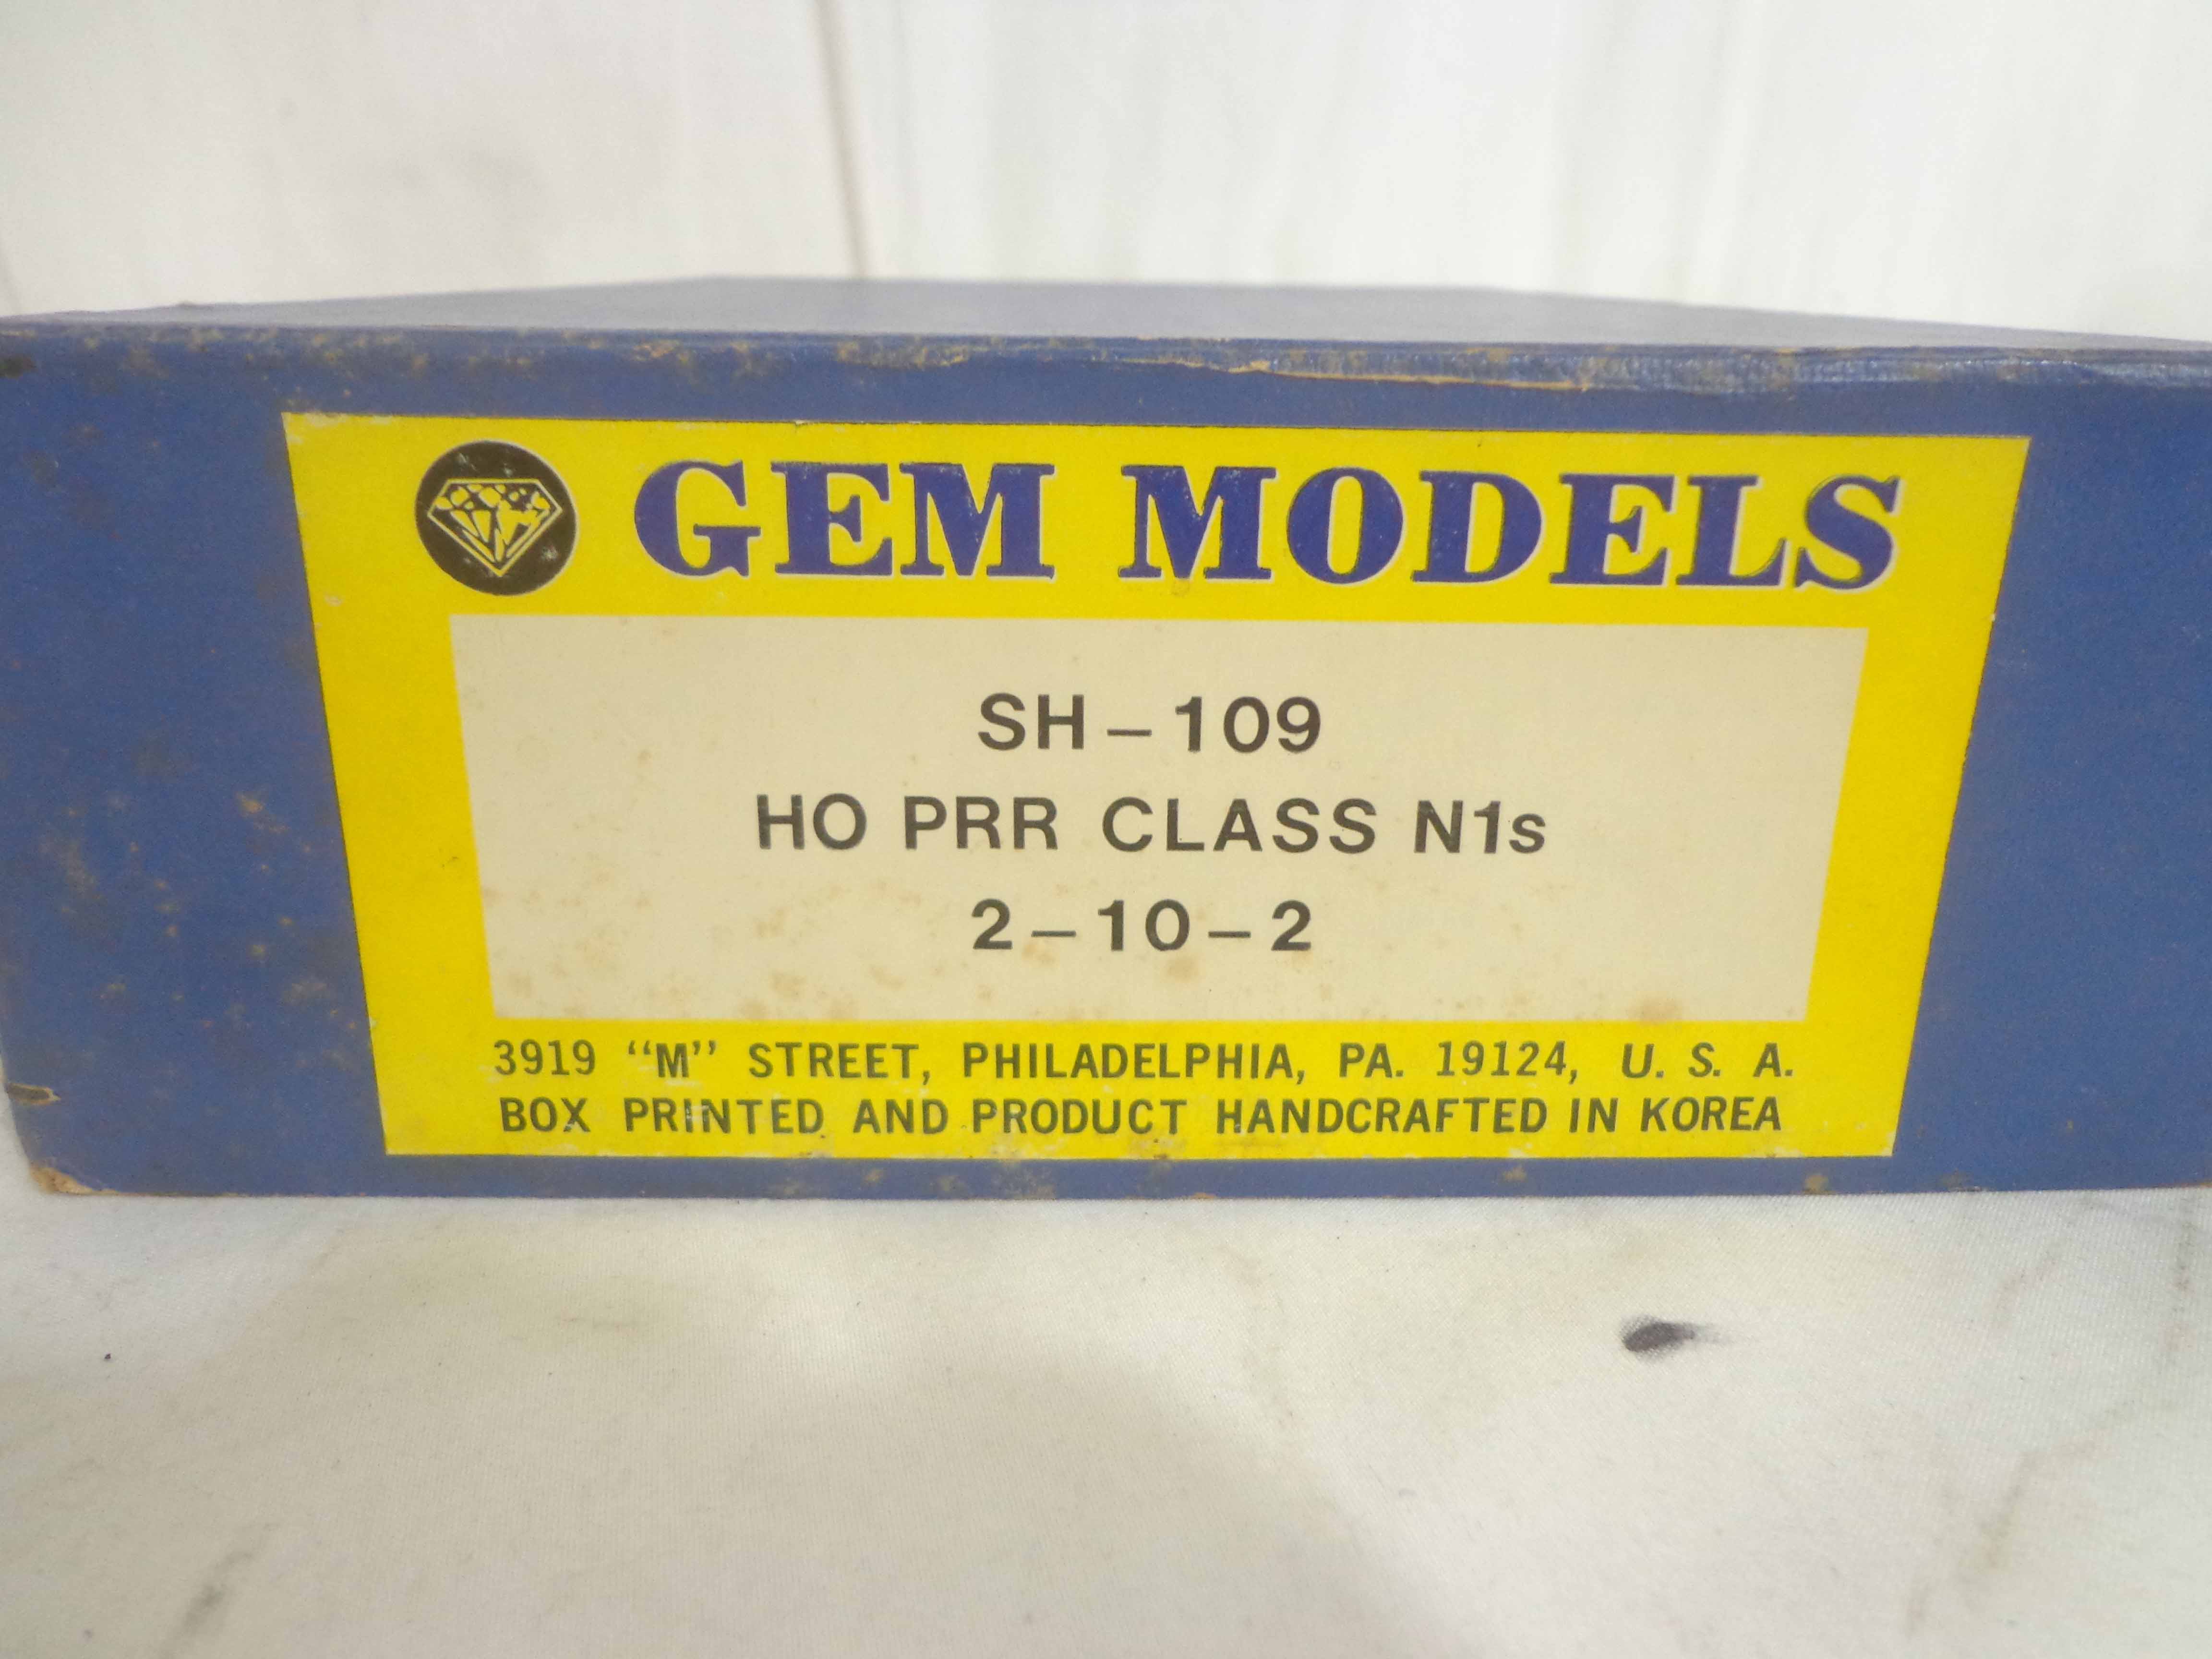 GEM MODELS
SH-109
HO PRR CLASS N1s
2-10-2
3919 "M" STREET, PHILADELPHIA, PA. 19124, U. S. A.
BOX PRINTED AND PRODUCT HANDCRAFTED IN KOREA